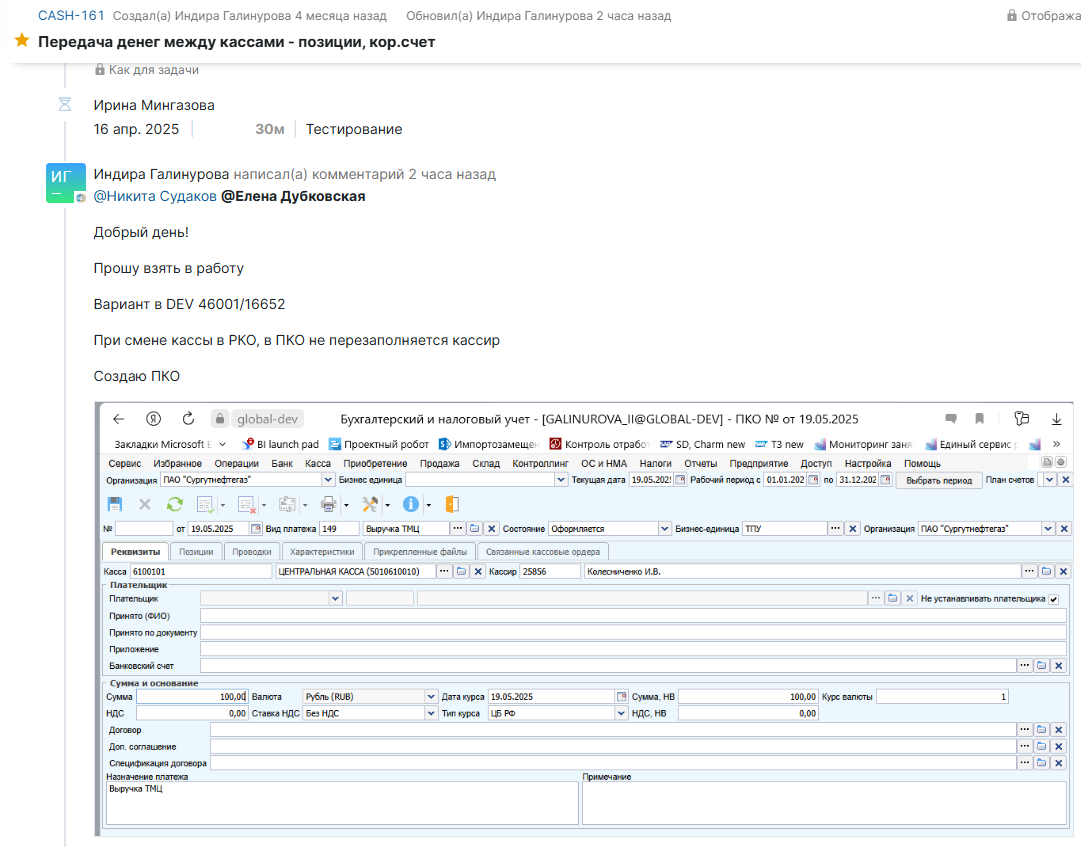 CASH-161 Создал(а) Индира Галинурова 4 месяца назад Обновил(а) Индира Галинурова 2 часа назад Отобража
Передача денег между кассами - позиции, кор.счет
Как для задачи
Ирина Мингазова
16 апр. 2025 30м Тестирование
ИГ Индира Галинурова написал(а) комментарий 2 часа назад
@Никита Судаков @Елена Дубковская
Добрый день!
Прошу взять в работу
Вариант в DEV 46001/16652
При смене кассы в РКО, в ПКО не перезаполняется кассир
Создаю ПКО
global-dev Бухгалтерский и налоговый учет - [GALINUROVA_II@GLOBAL-DEV] - ПКО № от 19.05.2025
Закладки Microsoft E BI launch pad Проектный робот Импортозамещен Контроль отработ SD, Charm new ТЗ new Мониторинг заня Единый сервис »
Сервис Избранное Операции Банк Касса Приобретение Продажа Склад Контроллинг ОС и НМА Налоги Отчеты Предприятие Доступ Настройка Помощь
Организация ПАО "Сургутнефтегаз" Бизнес единица Текущая дата 19.05.202 Рабочий период с 01.01.202 по 31.12.202 Выбрать период План счетов
№ от 19.05.2025 Вид платежа 149 Выручка ТМЦ Состояние Оформляется Бизнес-единица ТПУ Организация ПАО "Сургутнефтегаз"
Реквизиты Позиции Проводки Характеристики Прикрепленные файлы Связанные кассовые ордера
Касса 6100101 ЦЕНТРАЛЬНАЯ КАССА (5010610010) Кассир 25856 Колесниченко И.В.
Плательщик
Плательщик Не устанавливать плательщика
Принято (ФИО)
Принято по документу
Приложение
Банковский счет
Сумма и основание
Сумма 100,00 Валюта Рубль (RUB) Дата курса 19.05.2025 Сумма, НВ 100,00 Курс валюты 1
НДС 0,00 Ставка НДС Без НДС Тип курса ЦБ РФ НДС, НВ 0,00
Договор
Доп. соглашение
Спецификация договора
Назначение платежа Примечание
Выручка ТМЦ